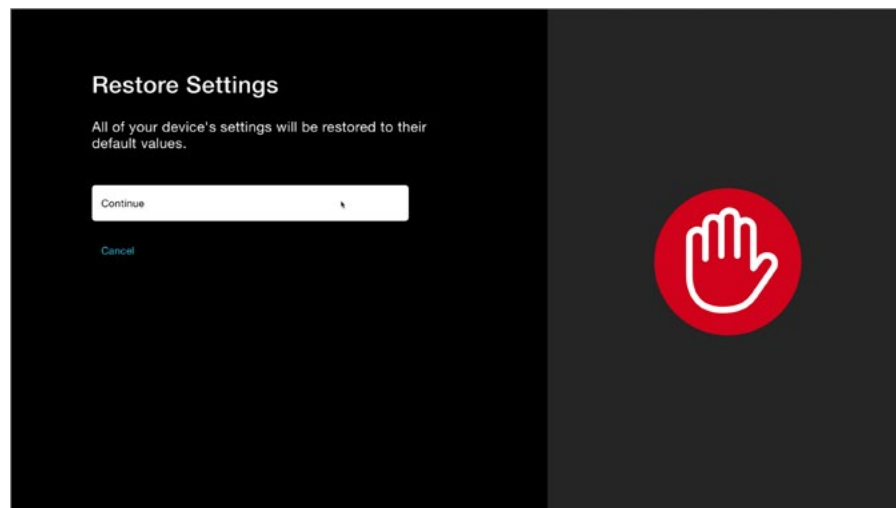 Restore Settings
All of your device's settings will be restored to their
default values.
Continue
Cancel